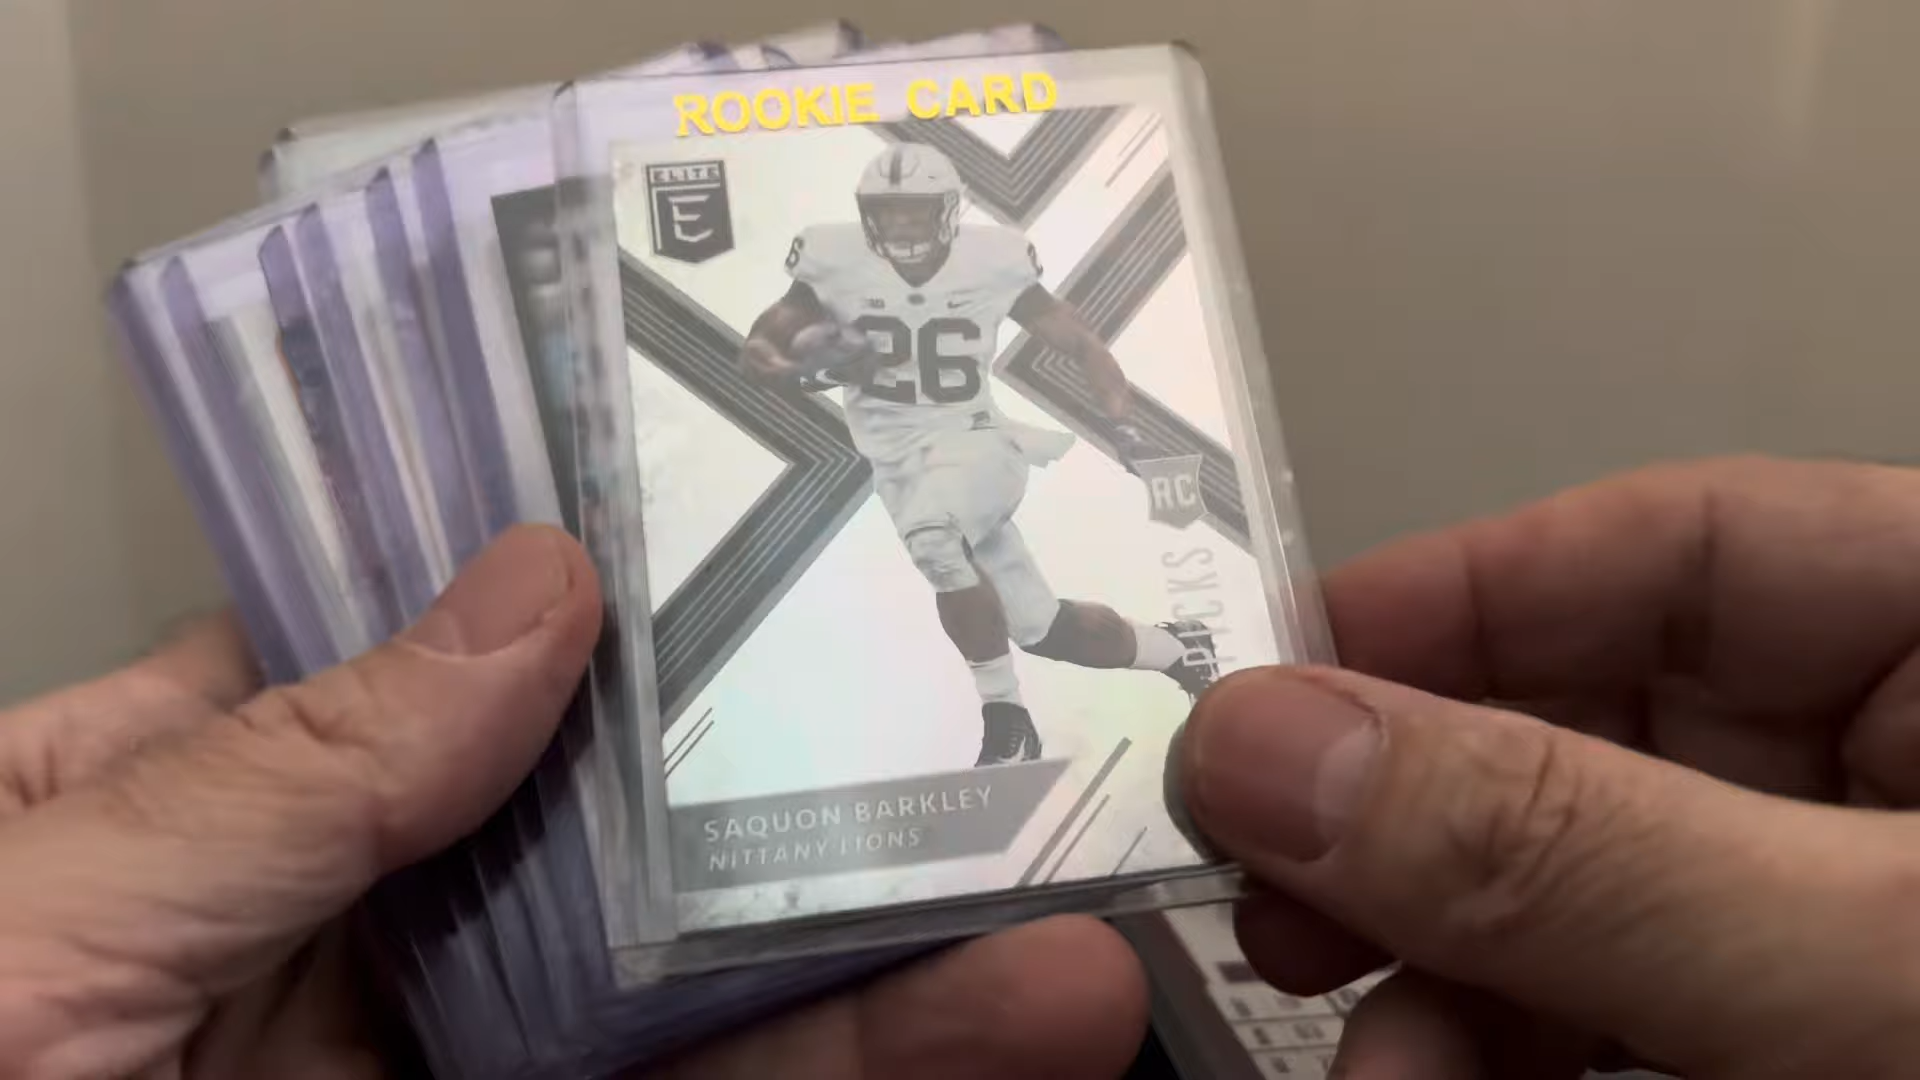 ROOKIE CARD
ELITE
E
26
RC
PICKS
SAQUON BARKLEY
NITTANY LIONS